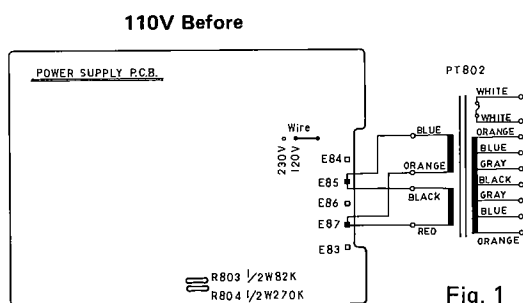 110V Before
POWER SUPPLY P.C.B.
PT802
WHITE
WHITE
ORANGE
BLUE
GRAY
BLACK
GRAY
BLUE
ORANGE
Wire
230V
120V
BLUE
ORANGE
BLACK
RED
E84
E85
E86
E87
E83
R803 1/2W82K
R804 1/2W270K
Fig. 1